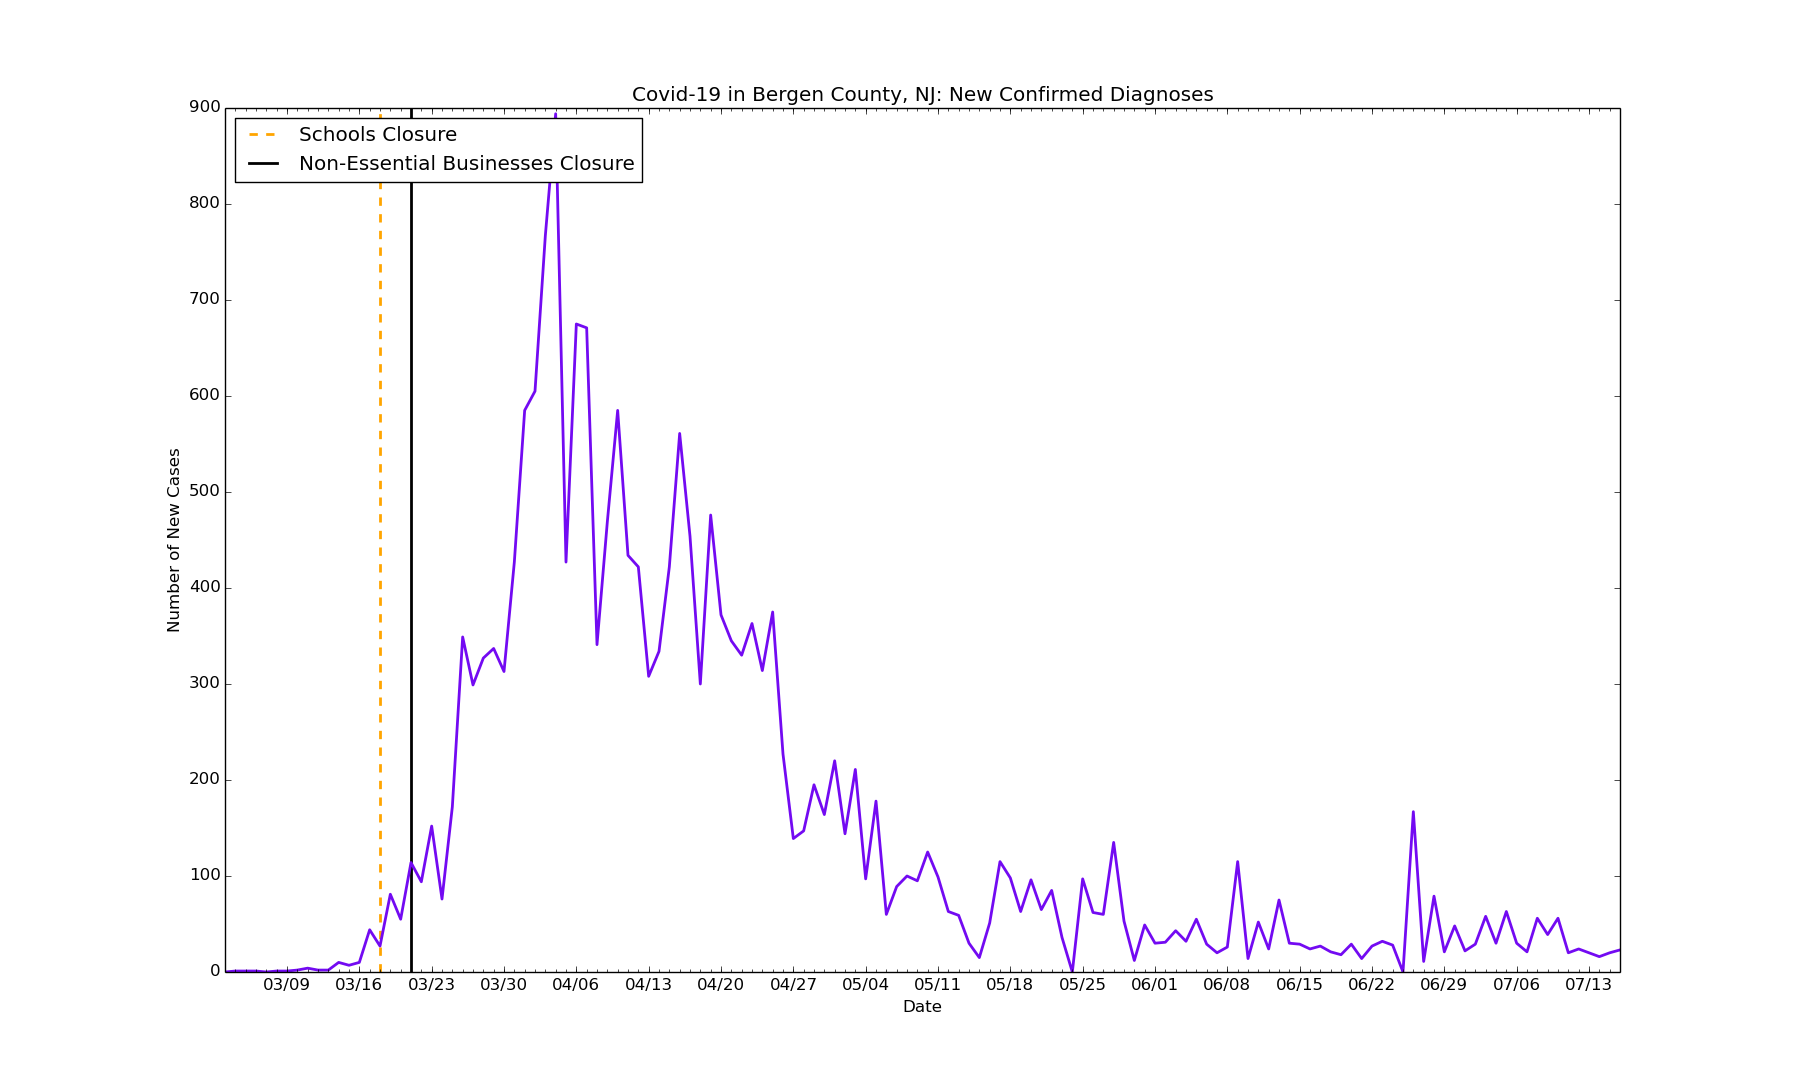 Covid-19 in Bergen County, NJ: New Confirmed Diagnoses
900
Schools Closure
Non-Essential Businesses Closure
800
700
600
500
400
300
200
100
0
Number of New Cases
03/09 03/16 03/23 03/30 04/06 04/13 04/20 04/27 05/04 05/11 05/18 05/25 06/01 06/08 06/15 06/22 06/29 07/06 07/13
Date